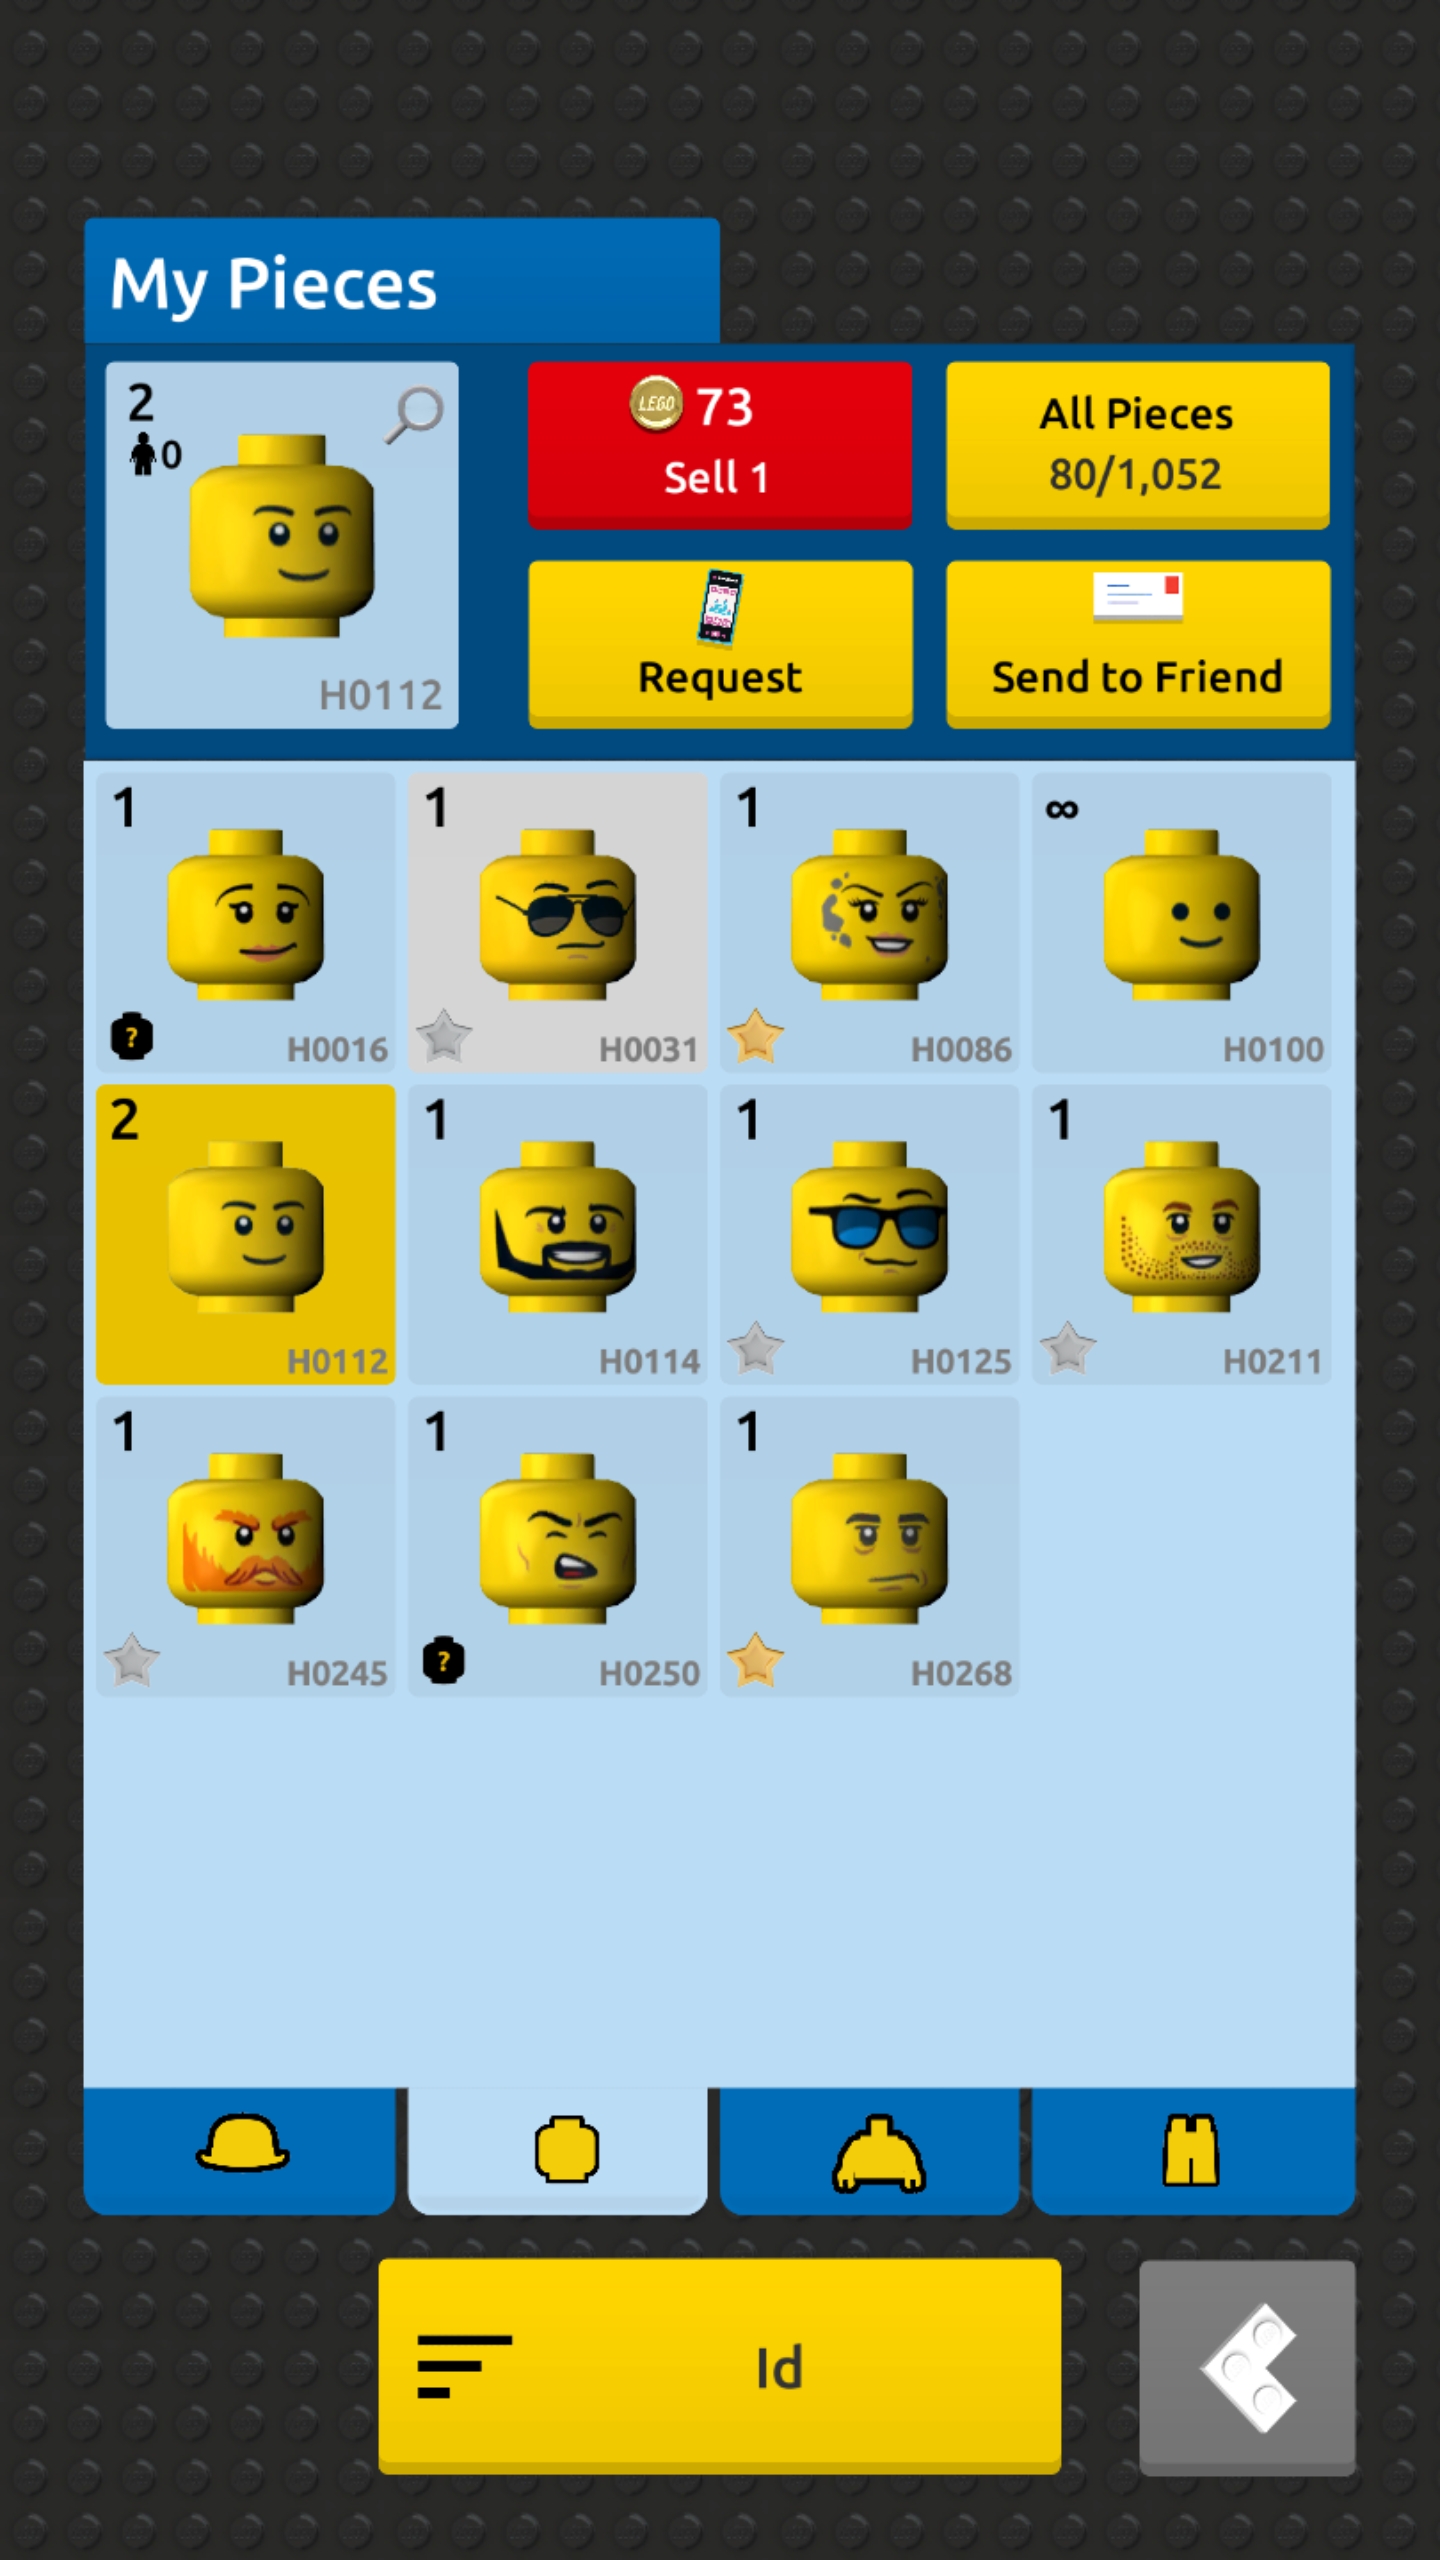 My Pieces
2
0
H0112
LEGO 73
Sell 1
All Pieces
80/1,052
Request
Send to Friend
1
H0016
1
H0031
1
H0086
∞
H0100
2
H0112
1
H0114
1
H0125
1
H0211
1
H0245
1
H0250
1
H0268
Id